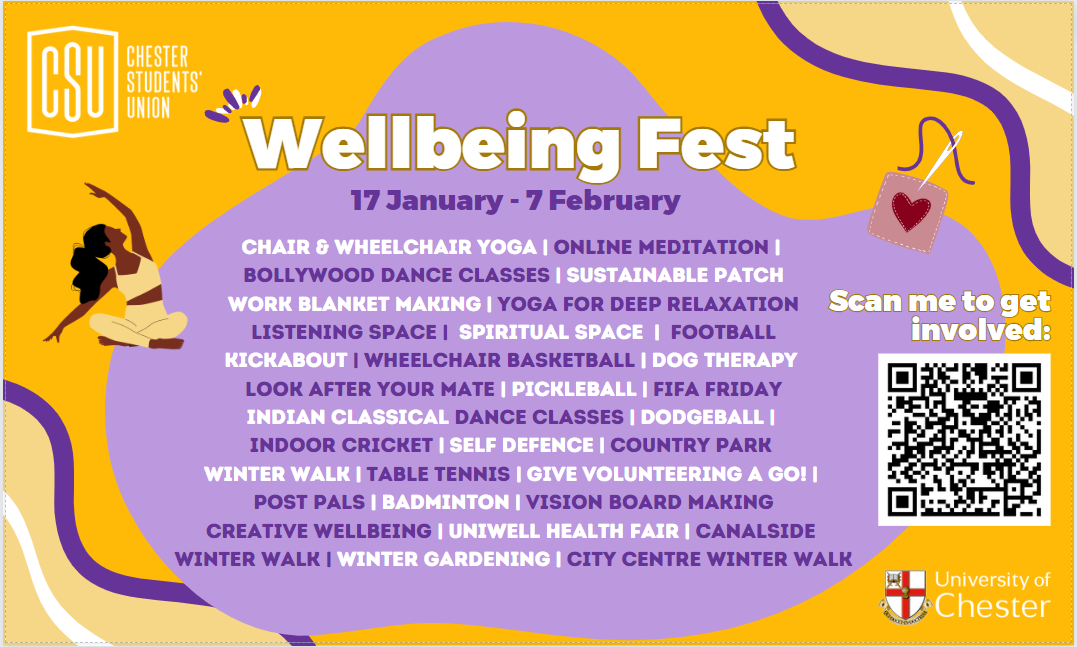 CSU
CHESTER
STUDENTS'
UNION
Wellbeing Fest
17 January - 7 February
CHAIR & WHEELCHAIR YOGA | ONLINE MEDITATION |
BOLLYWOOD DANCE CLASSES | SUSTAINABLE PATCH
WORK BLANKET MAKING | YOGA FOR DEEP RELAXATION
LISTENING SPACE | SPIRITUAL SPACE | FOOTBALL
KICKABOUT | WHEELCHAIR BASKETBALL | DOG THERAPY
LOOK AFTER YOUR MATE | PICKLEBALL | FIFA FRIDAY
INDIAN CLASSICAL DANCE CLASSES | DODGEBALL |
INDOOR CRICKET | SELF DEFENCE | COUNTRY PARK
WINTER WALK | TABLE TENNIS | GIVE VOLUNTEERING A GO! |
POST PALS | BADMINTON | VISION BOARD MAKING
CREATIVE WELLBEING | UNIWELL HEALTH FAIR | CANALSIDE
WINTER WALK | WINTER GARDENING | CITY CENTRE WINTER WALK
Scan me to get
involved:
University of
Chester